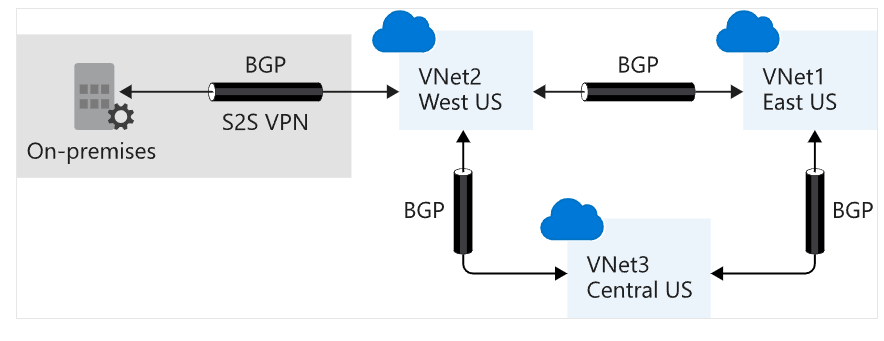 BGP
S2S VPN
On-premises
VNet2
West US
BGP
VNet1
East US
BGP
VNet3
Central US
BGP